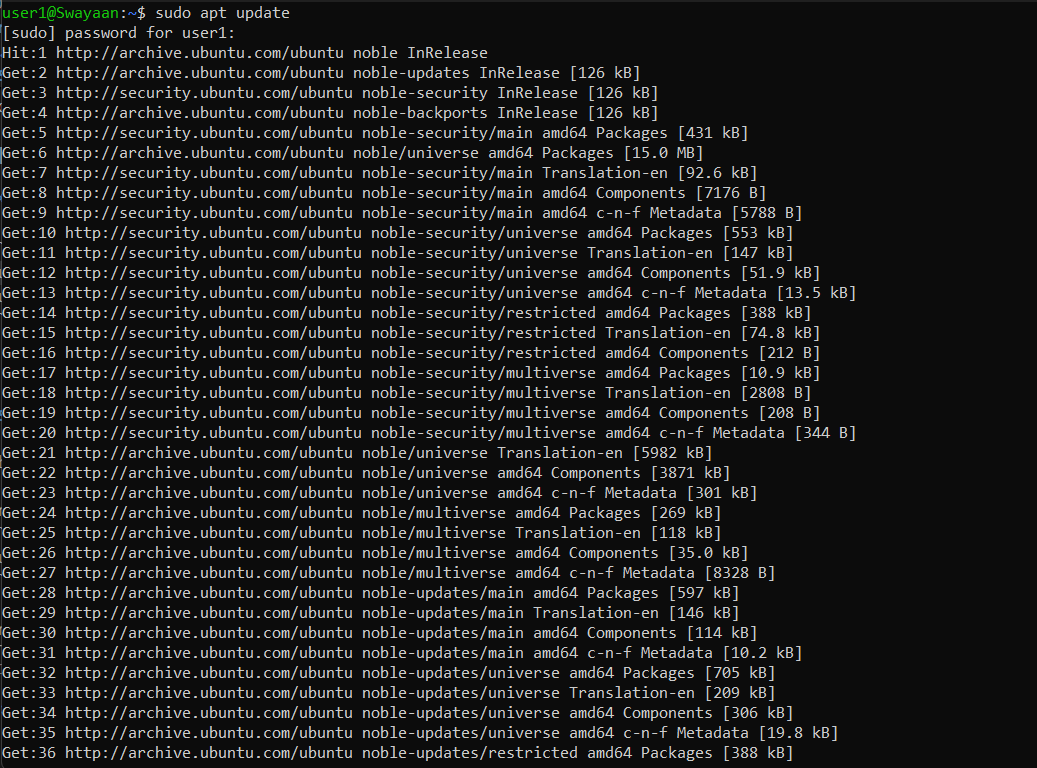 user1@Swayaan:~$ sudo apt update
[sudo] password for user1:
Hit:1 http://archive.ubuntu.com/ubuntu noble InRelease
Get:2 http://archive.ubuntu.com/ubuntu noble-updates InRelease [126 kB]
Get:3 http://security.ubuntu.com/ubuntu noble-security InRelease [126 kB]
Get:4 http://archive.ubuntu.com/ubuntu noble-backports InRelease [126 kB]
Get:5 http://security.ubuntu.com/ubuntu noble-security/main amd64 Packages [431 kB]
Get:6 http://archive.ubuntu.com/ubuntu noble/universe amd64 Packages [15.0 MB]
Get:7 http://security.ubuntu.com/ubuntu noble-security/main Translation-en [92.6 kB]
Get:8 http://security.ubuntu.com/ubuntu noble-security/main amd64 Components [7176 B]
Get:9 http://security.ubuntu.com/ubuntu noble-security/main amd64 c-n-f Metadata [5788 B]
Get:10 http://security.ubuntu.com/ubuntu noble-security/universe amd64 Packages [553 kB]
Get:11 http://security.ubuntu.com/ubuntu noble-security/universe Translation-en [147 kB]
Get:12 http://security.ubuntu.com/ubuntu noble-security/universe amd64 Components [51.9 kB]
Get:13 http://security.ubuntu.com/ubuntu noble-security/universe amd64 c-n-f Metadata [13.5 kB]
Get:14 http://security.ubuntu.com/ubuntu noble-security/restricted amd64 Packages [388 kB]
Get:15 http://security.ubuntu.com/ubuntu noble-security/restricted Translation-en [74.8 kB]
Get:16 http://security.ubuntu.com/ubuntu noble-security/restricted amd64 Components [212 B]
Get:17 http://security.ubuntu.com/ubuntu noble-security/multiverse amd64 Packages [10.9 kB]
Get:18 http://security.ubuntu.com/ubuntu noble-security/multiverse Translation-en [2808 B]
Get:19 http://security.ubuntu.com/ubuntu noble-security/multiverse amd64 Components [208 B]
Get:20 http://security.ubuntu.com/ubuntu noble-security/multiverse amd64 c-n-f Metadata [344 B]
Get:21 http://archive.ubuntu.com/ubuntu noble/universe Translation-en [5982 kB]
Get:22 http://archive.ubuntu.com/ubuntu noble/universe amd64 Components [3871 kB]
Get:23 http://archive.ubuntu.com/ubuntu noble/universe amd64 c-n-f Metadata [301 kB]
Get:24 http://archive.ubuntu.com/ubuntu noble/multiverse amd64 Packages [269 kB]
Get:25 http://archive.ubuntu.com/ubuntu noble/multiverse Translation-en [118 kB]
Get:26 http://archive.ubuntu.com/ubuntu noble/multiverse amd64 Components [35.0 kB]
Get:27 http://archive.ubuntu.com/ubuntu noble/multiverse amd64 c-n-f Metadata [8328 B]
Get:28 http://archive.ubuntu.com/ubuntu noble-updates/main amd64 Packages [597 kB]
Get:29 http://archive.ubuntu.com/ubuntu noble-updates/main Translation-en [146 kB]
Get:30 http://archive.ubuntu.com/ubuntu noble-updates/main amd64 Components [114 kB]
Get:31 http://archive.ubuntu.com/ubuntu noble-updates/main amd64 c-n-f Metadata [10.2 kB]
Get:32 http://archive.ubuntu.com/ubuntu noble-updates/universe amd64 Packages [705 kB]
Get:33 http://archive.ubuntu.com/ubuntu noble-updates/universe Translation-en [209 kB]
Get:34 http://archive.ubuntu.com/ubuntu noble-updates/universe amd64 Components [306 kB]
Get:35 http://archive.ubuntu.com/ubuntu noble-updates/universe amd64 c-n-f Metadata [19.8 kB]
Get:36 http://archive.ubuntu.com/ubuntu noble-updates/restricted amd64 Packages [388 kB]